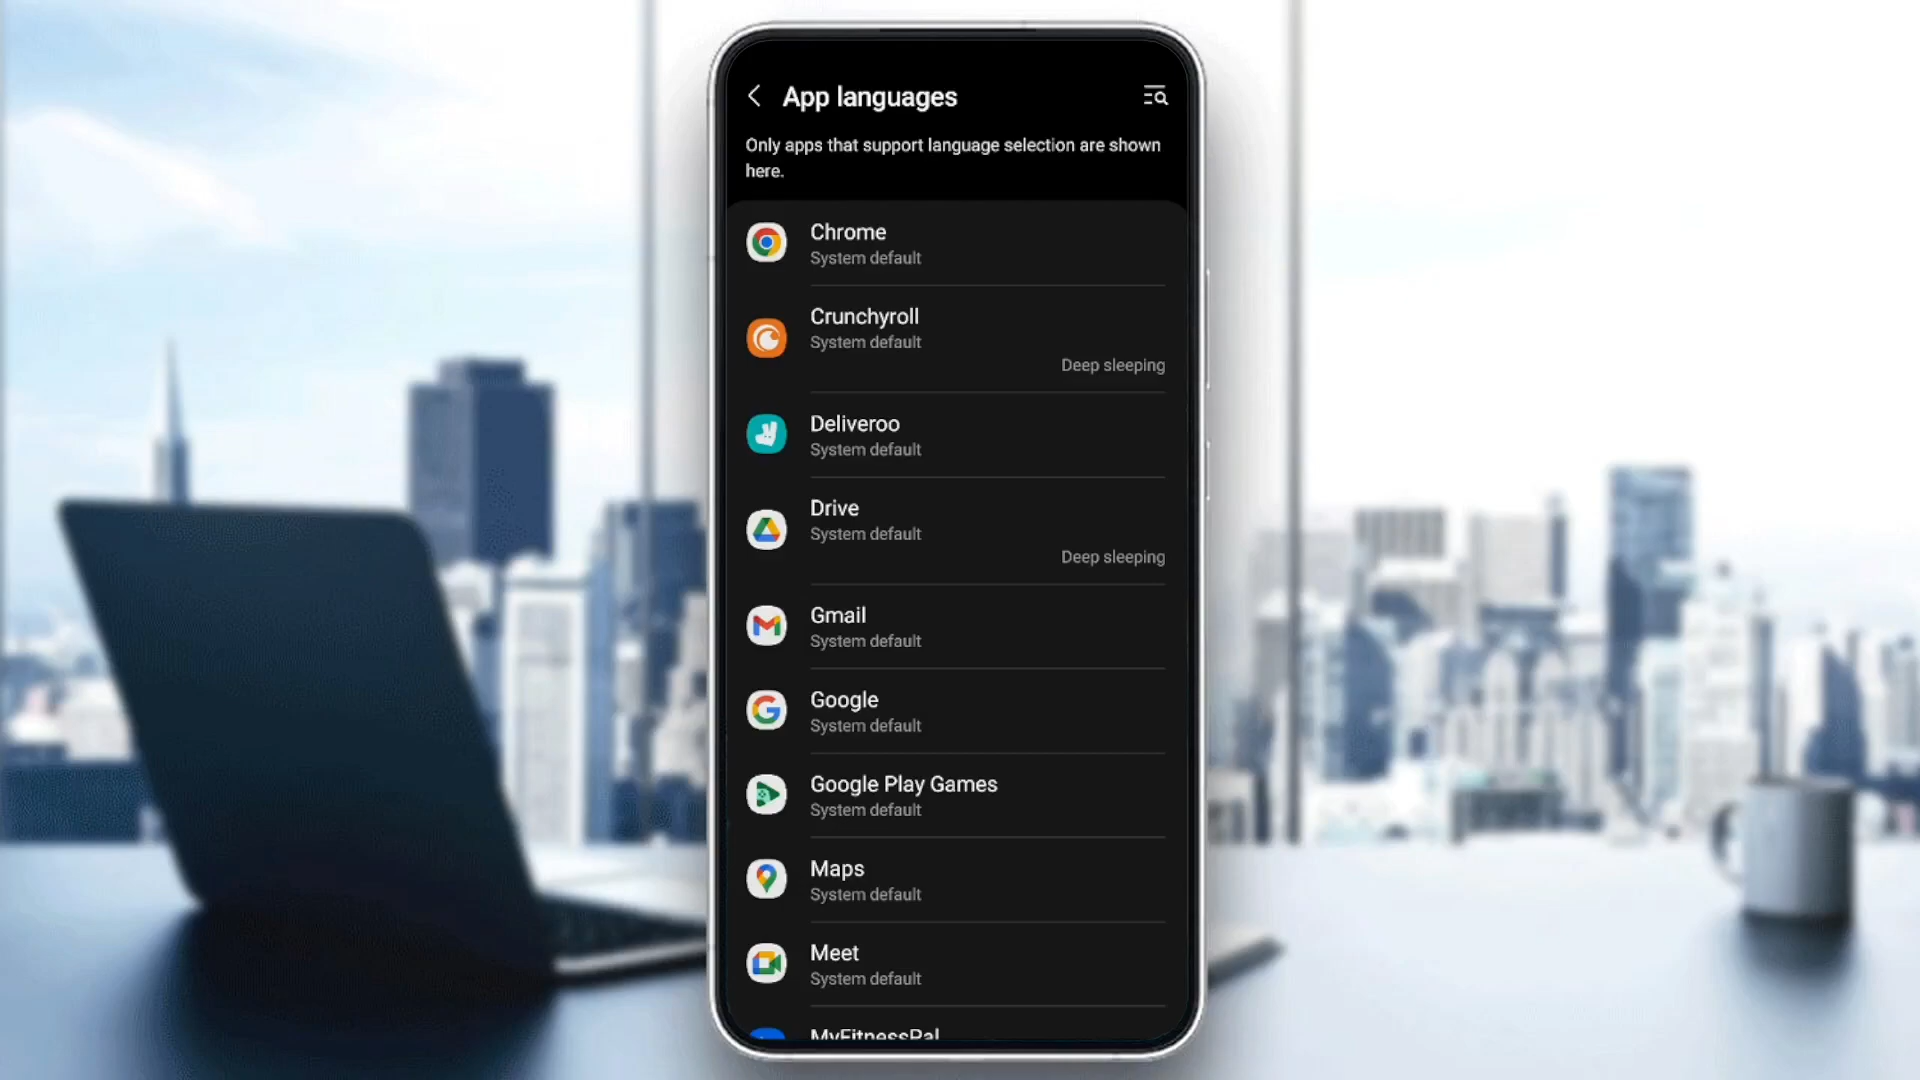 App languages
Only apps that support language selection are shown
here.
Chrome
System default
Crunchyroll
System default
Deep sleeping
Deliveroo
System default
Drive
System default
Deep sleeping
Gmail
System default
Google
System default
Google Play Games
System default
Maps
System default
Meet
System default
MyFitnessPal